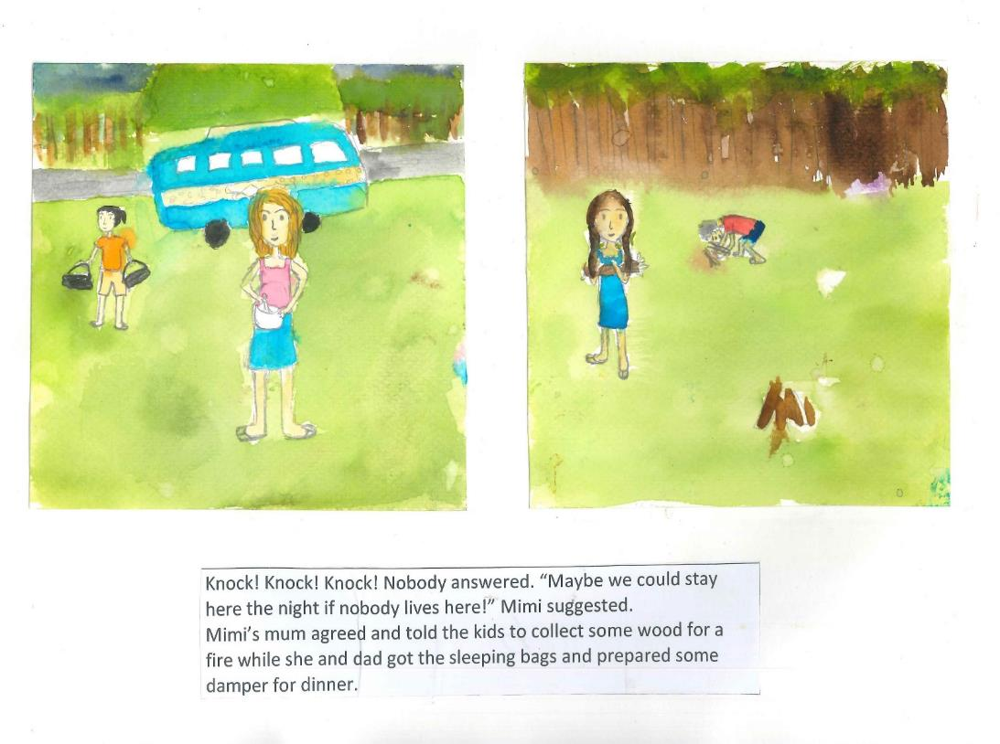 Knock! Knock! Knock! Nobody answered. “Maybe we could stay
here the night if nobody lives here!” Mimi suggested.
Mimi’s mum agreed and told the kids to collect some wood for a
fire while she and dad got the sleeping bags and prepared some
damper for dinner.